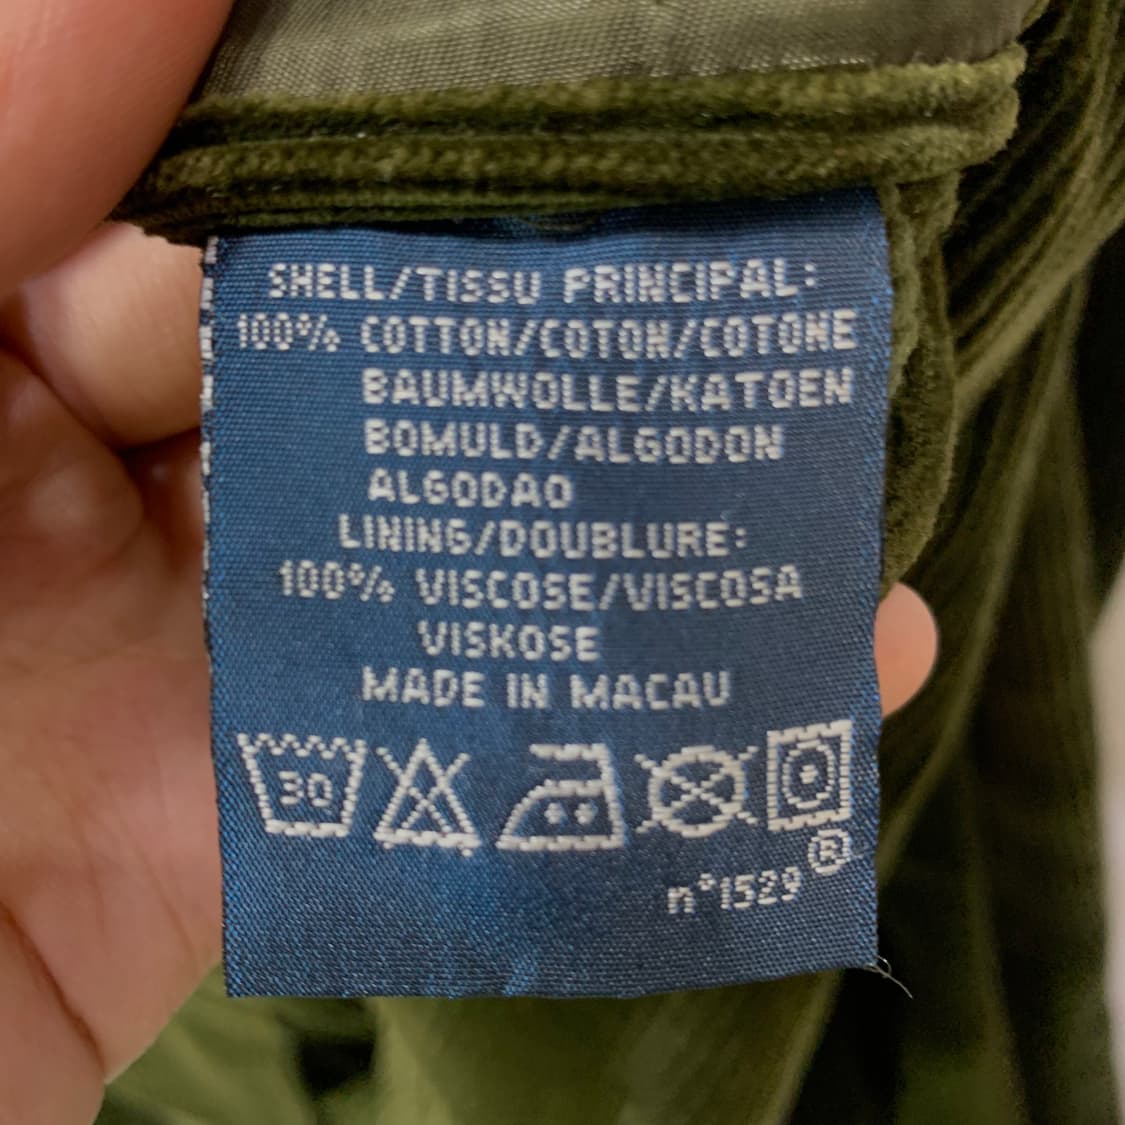 SHELL/TISSU PRINCIPAL:
100% COTTON/COTON/COTONE
BAUMWOLLE/KATOEN
BOMULD/ALGODON
ALGODAO
LINING/DOUBLURE:
100% VISCOSE/VISCOSA
VISKOSE
MADE IN MACAU
30
®
n°1529